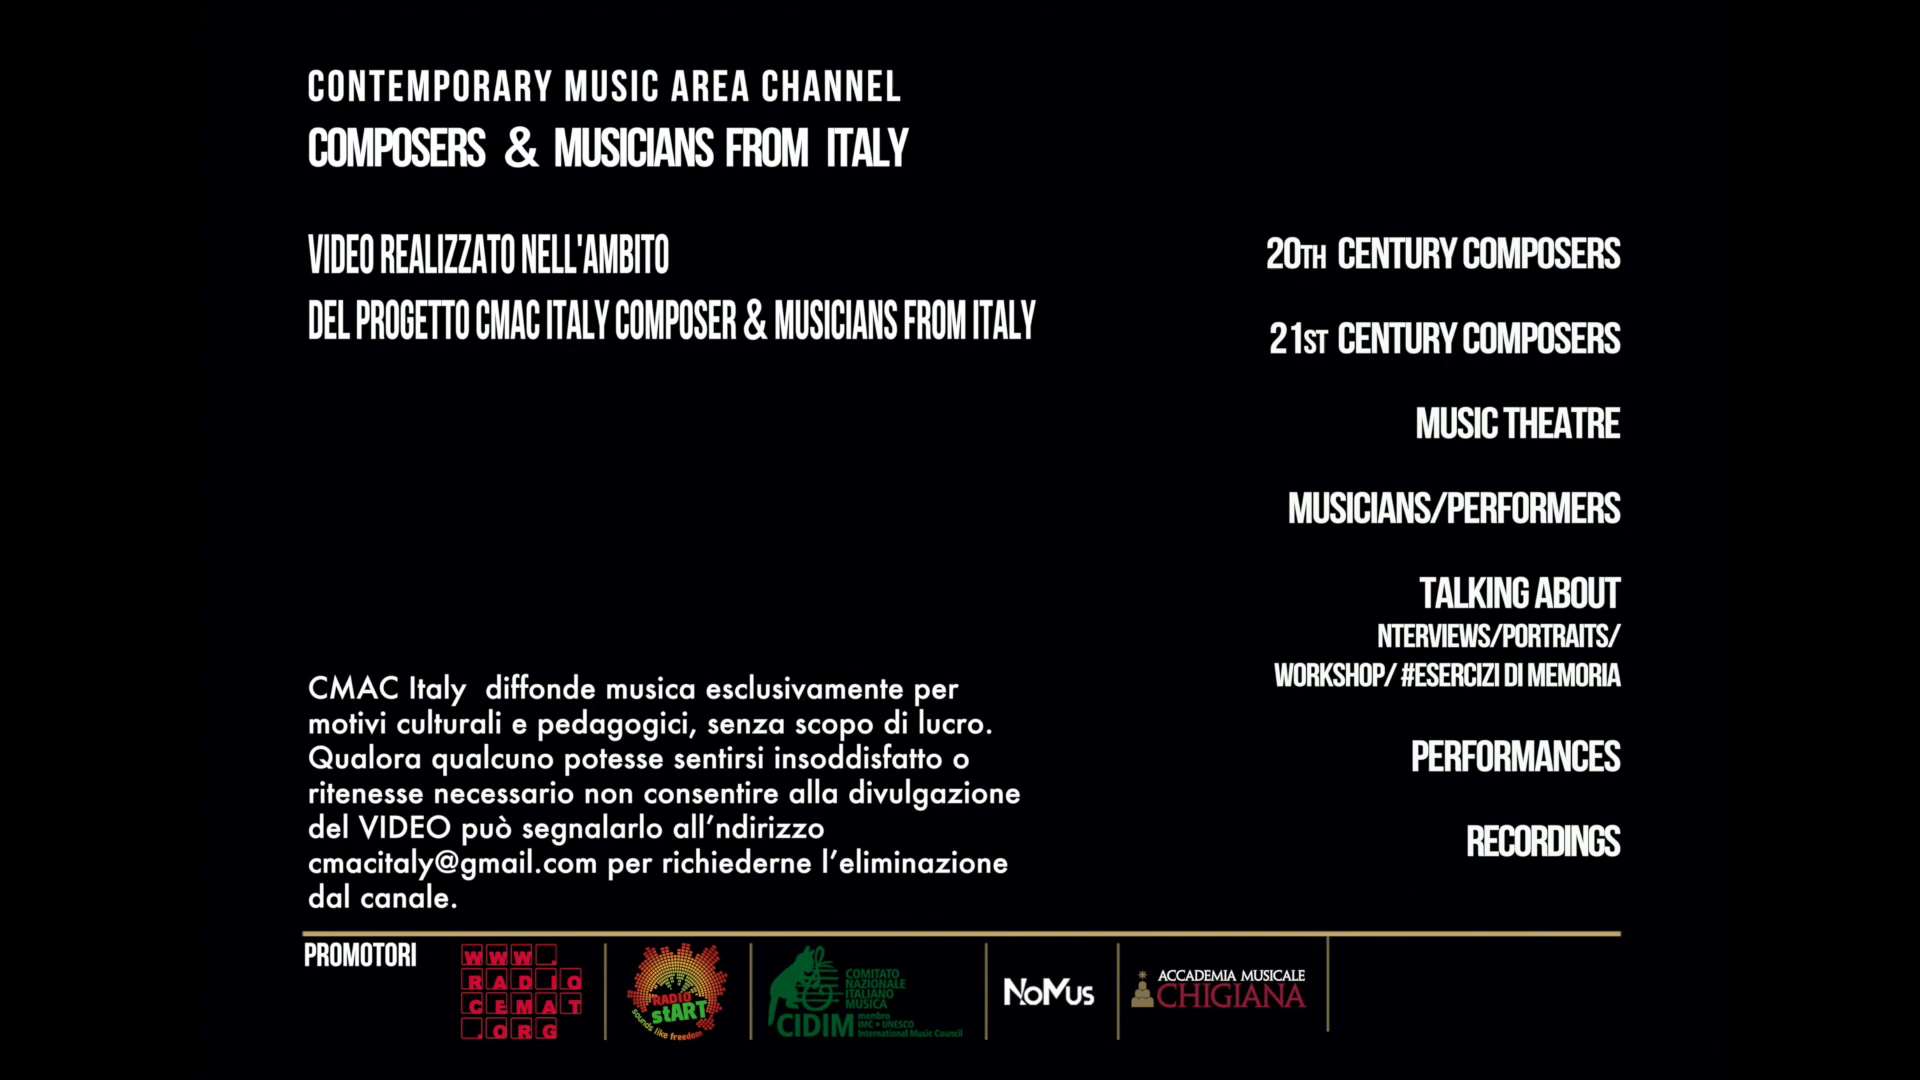 CONTEMPORARY MUSIC AREA CHANNEL
COMPOSERS & MUSICIANS FROM ITALY
VIDEO REALIZZATO NELL'AMBITO
DEL PROGETTO CMAC ITALY COMPOSER & MUSICIANS FROM ITALY
20TH CENTURY COMPOSERS
21ST CENTURY COMPOSERS
MUSIC THEATRE
MUSICIANS/PERFORMERS
TALKING ABOUT
NTERVIEWS/PORTRAITS/
WORKSHOP/ #ESERCIZI DI MEMORIA
PERFORMANCES
RECORDINGS
CMAC Italy diffonde musica esclusivamente per
motivi culturali e pedagogici, senza scopo di lucro.
Qualora qualcuno potesse sentirsi insoddisfatto o
ritenesse necessario non consentire alla divulgazione
del VIDEO può segnalarlo all’ndirizzo
cmacitaly@gmail.com per richiederne l’eliminazione
dal canale.
PROMOTORI
WWW.
RADIO
CEMAT
.ORG
RADIO
stART
sounds like freedom
COMITATO
NAZIONALE
ITALIANO
MUSICA
CIDIM
membro
IMC • UNESCO
International Music Council
NoMus
ACCADEMIA MUSICALE
CHIGIANA